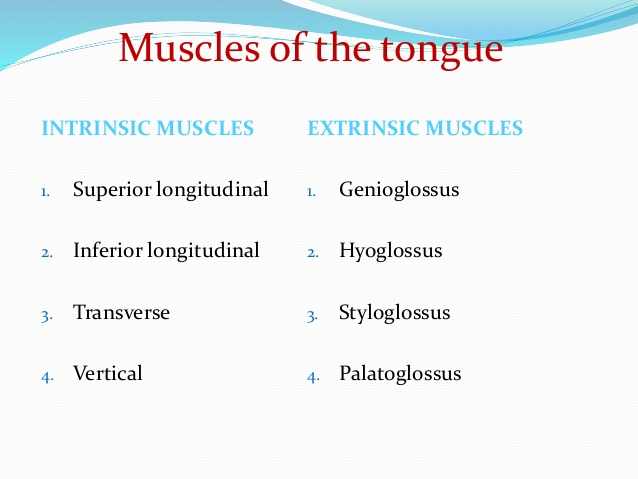 Muscles of the tongue
INTRINSIC MUSCLES
1. Superior longitudinal
2. Inferior longitudinal
3. Transverse
4. Vertical
EXTRINSIC MUSCLES
1. Genioglossus
2. Hyoglossus
3. Styloglossus
4. Palatoglossus